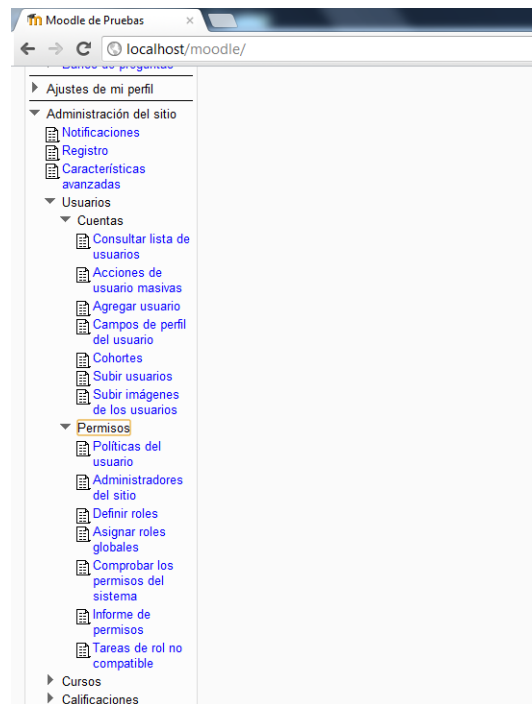 Moodle de Pruebas
localhost/moodle/
Banco de preguntas
Ajustes de mi perfil
Administración del sitio
Notificaciones
Registro
Características
avanzadas
Usuarios
Cuentas
Consultar lista de
usuarios
Acciones de
usuario masivas
Agregar usuario
Campos de perfil
del usuario
Cohortes
Subir usuarios
Subir imágenes
de los usuarios
Permisos
Políticas del
usuario
Administradores
del sitio
Definir roles
Asignar roles
globales
Comprobar los
permisos del
sistema
Informe de
permisos
Tareas de rol no
compatible
Cursos
Calificaciones